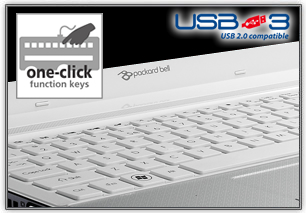 USB 3
USB 2.0 compatible
one-click
function keys
packard bell